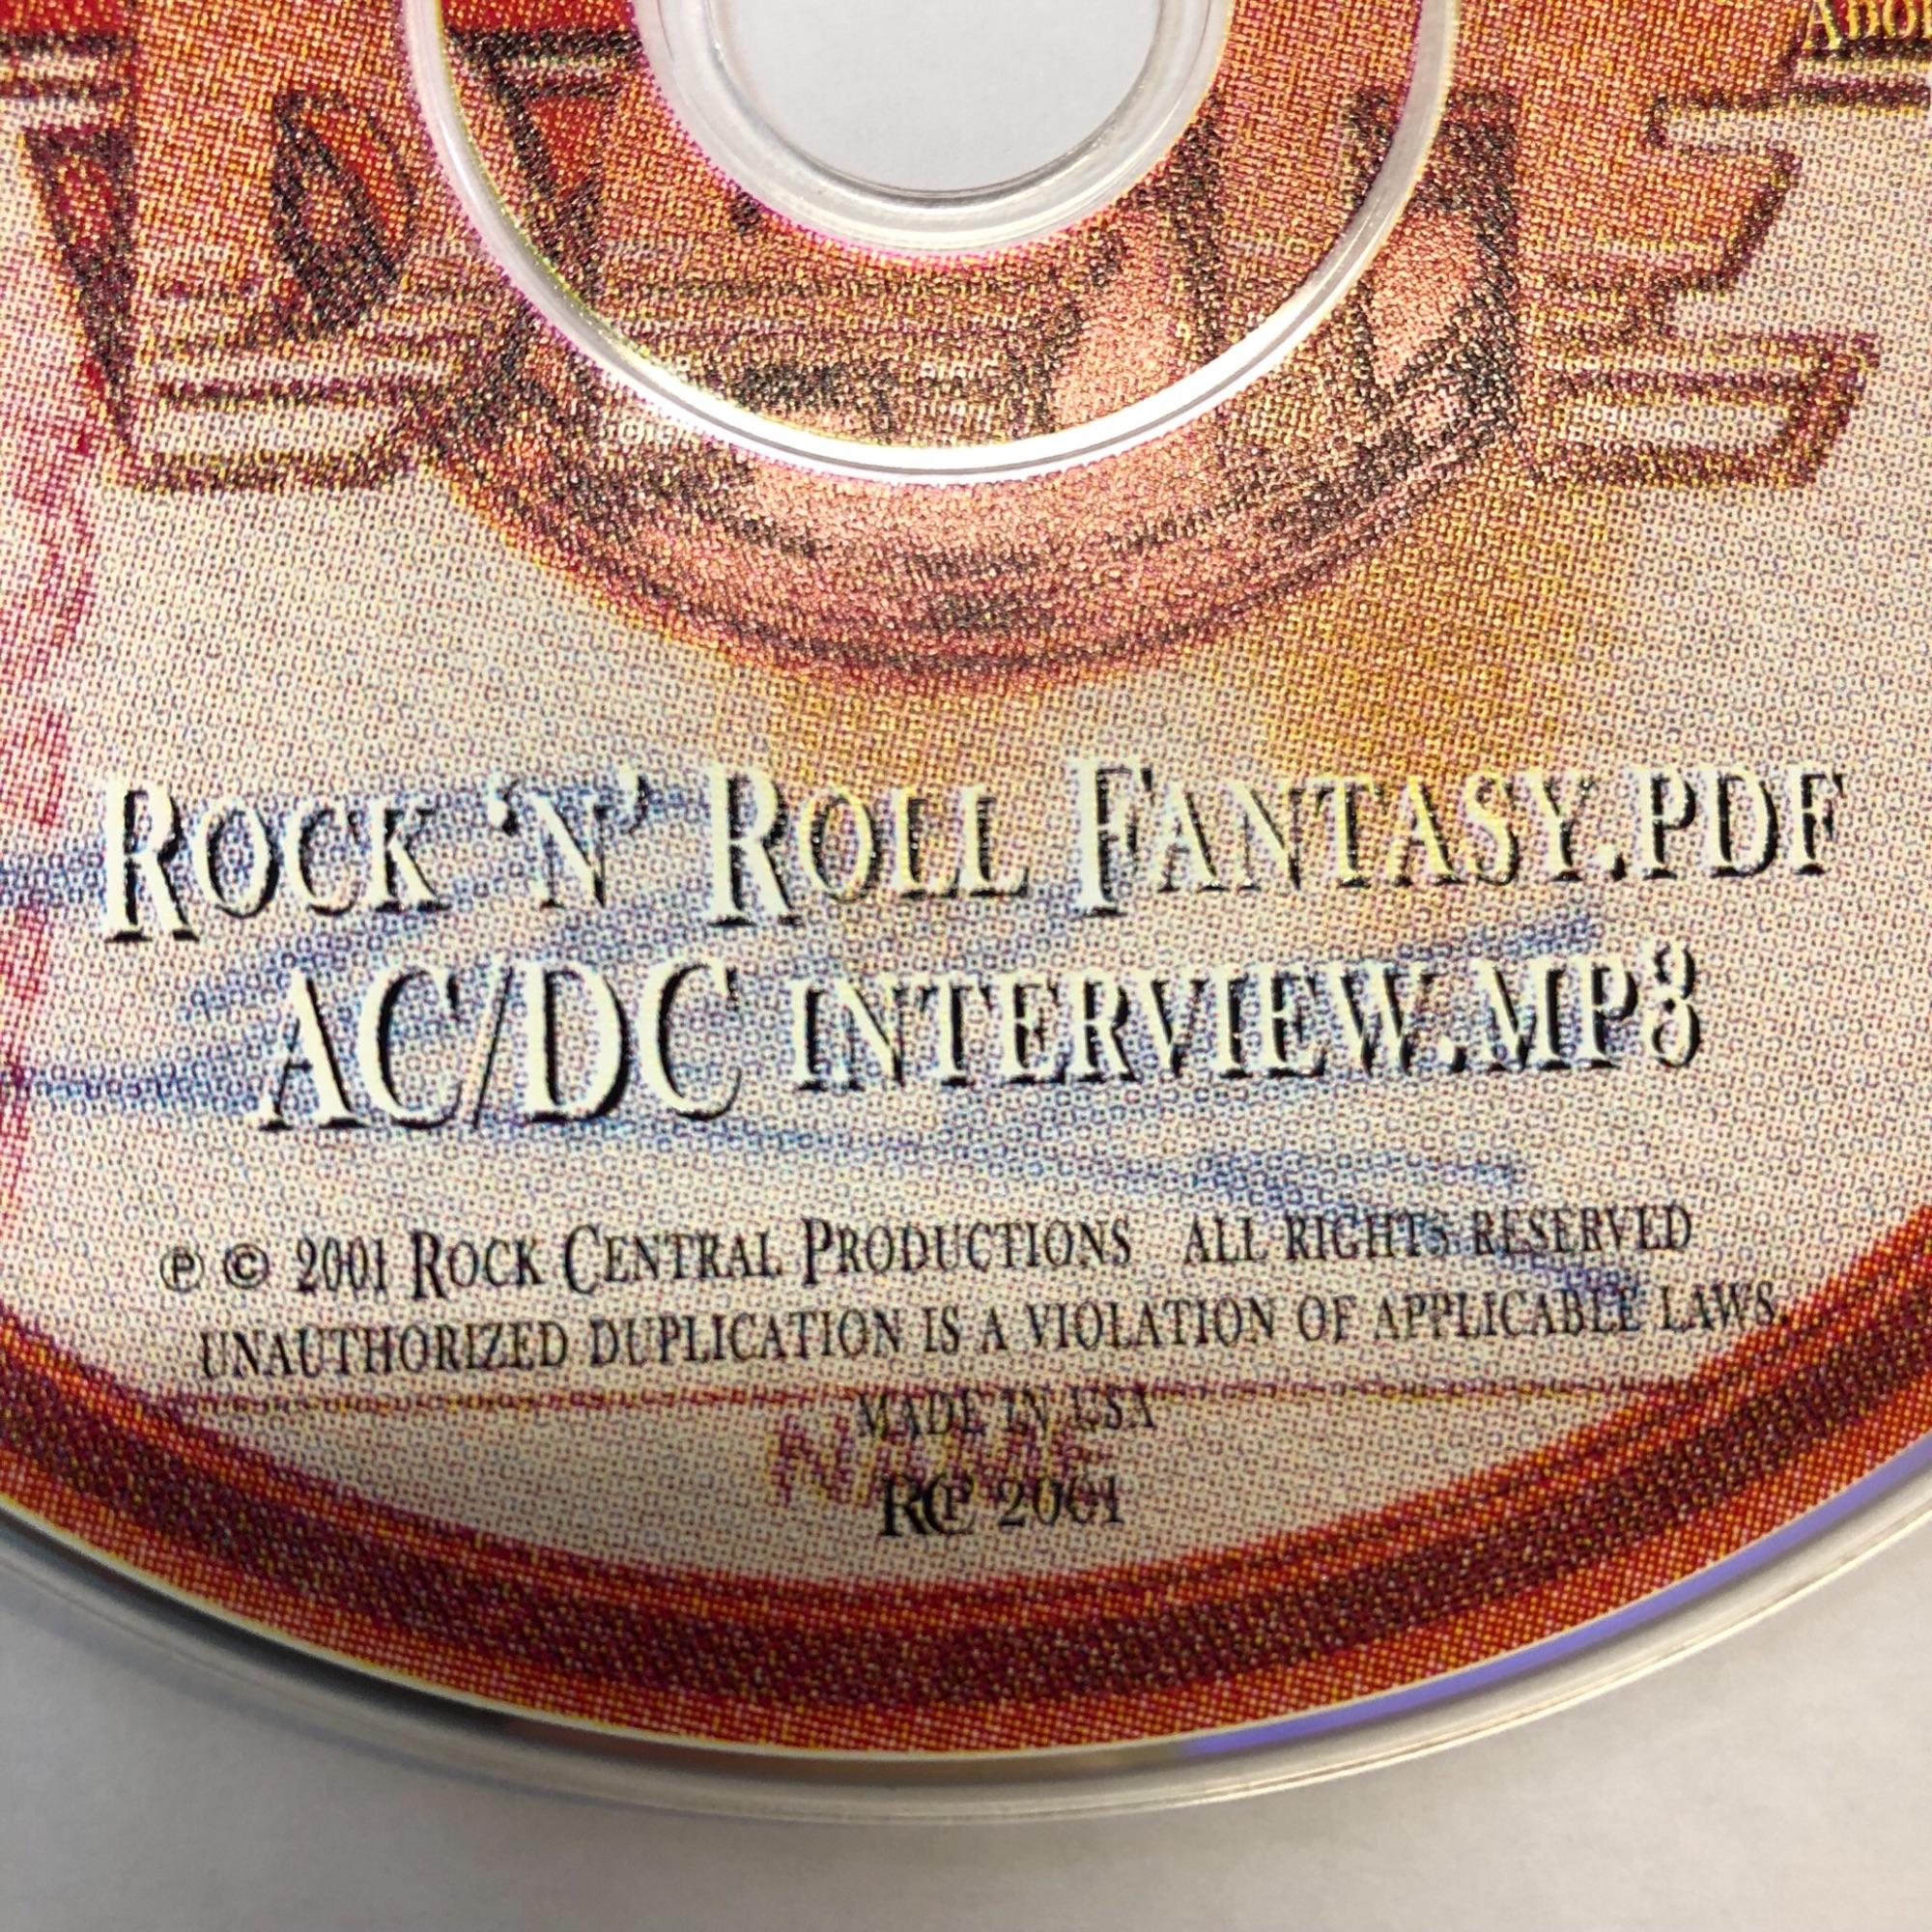 ROCK 'N' ROLL FANTASY.PDF
AC/DC INTERVIEW.MP3
℗ © 2001 ROCK CENTRAL PRODUCTIONS ALL RIGHTS RESERVED
UNAUTHORIZED DUPLICATION IS A VIOLATION OF APPLICABLE LAWS.
MADE IN USA
RCP 2001